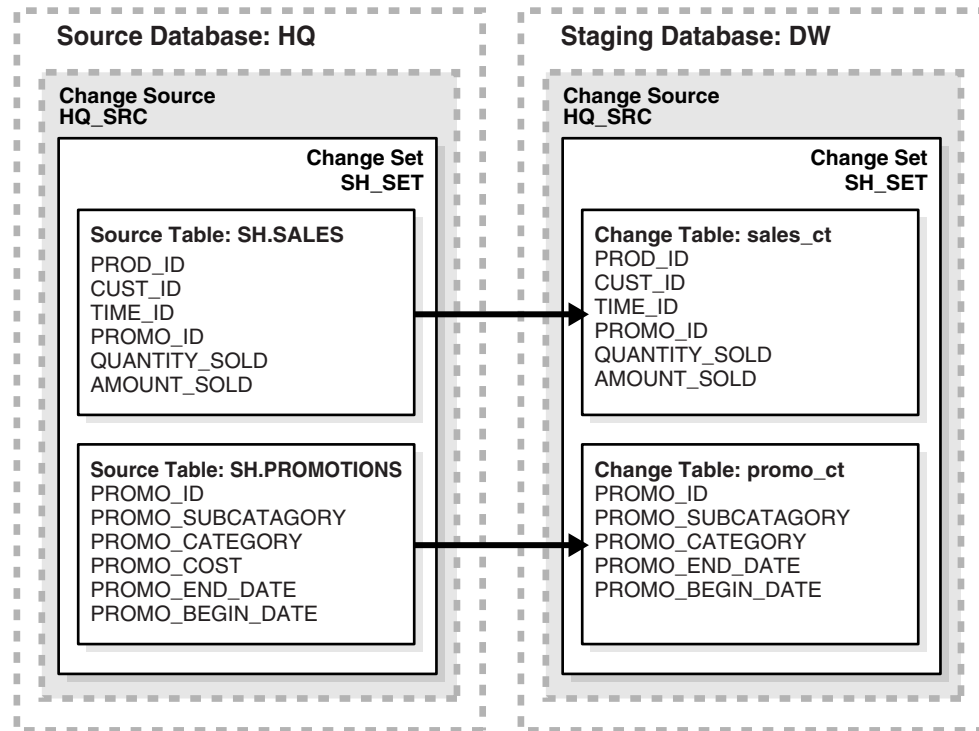 Source Database: HQ
Change Source
HQ_SRC
Change Set
SH_SET
Source Table: SH.SALES
PROD_ID
CUST_ID
TIME_ID
PROMO_ID
QUANTITY_SOLD
AMOUNT_SOLD
Source Table: SH.PROMOTIONS
PROMO_ID
PROMO_SUBCATAGORY
PROMO_CATEGORY
PROMO_COST
PROMO_END_DATE
PROMO_BEGIN_DATE
Staging Database: DW
Change Source
HQ_SRC
Change Set
SH_SET
Change Table: sales_ct
PROD_ID
CUST_ID
TIME_ID
PROMO_ID
QUANTITY_SOLD
AMOUNT_SOLD
Change Table: promo_ct
PROMO_ID
PROMO_SUBCATAGORY
PROMO_CATEGORY
PROMO_END_DATE
PROMO_BEGIN_DATE